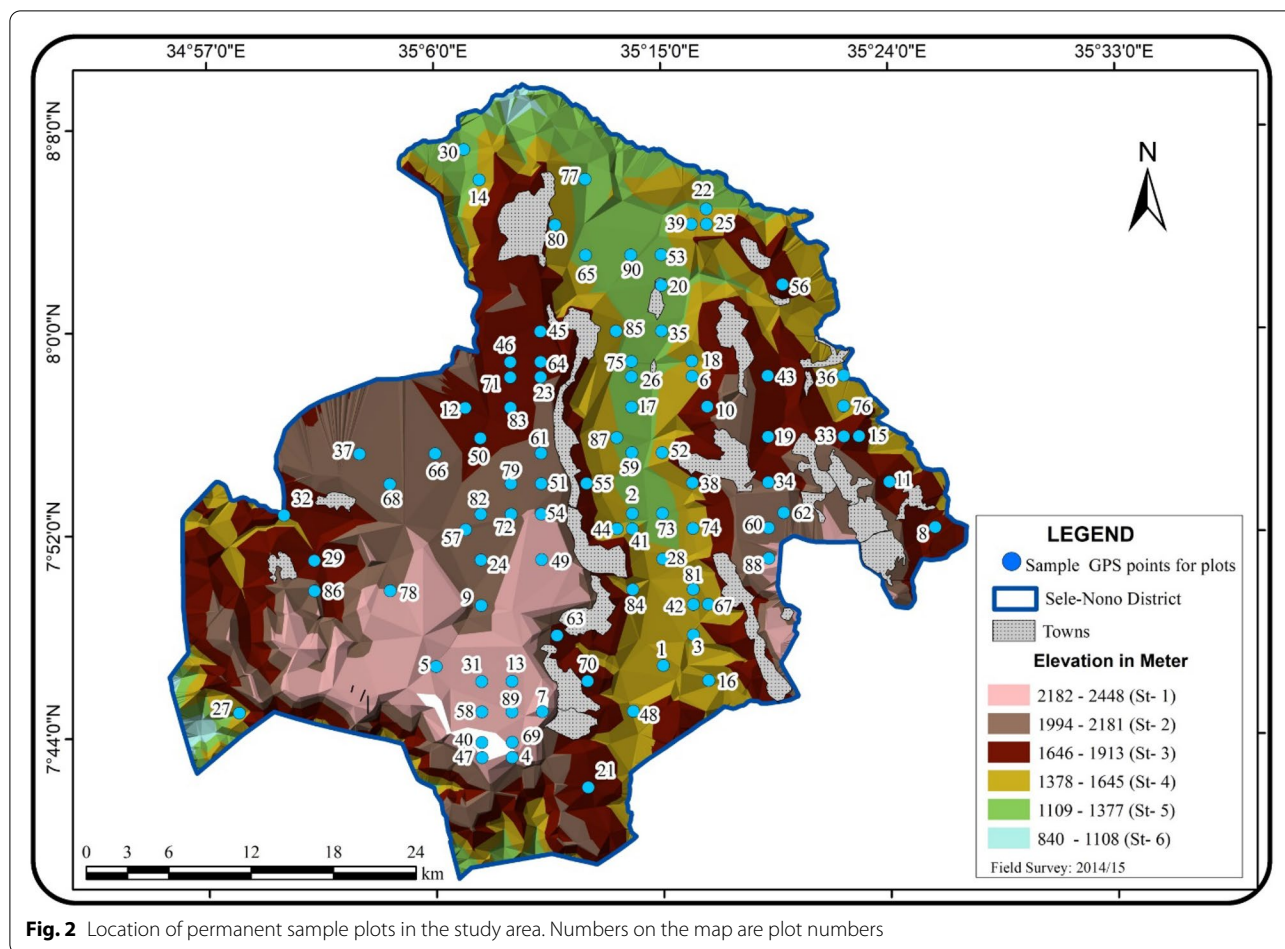 34°57'0"E 35°6'0"E 35°15'0"E 35°24'0"E 35°33'0"E
8°8'0"N
8°0'0"N
7°52'0"N
7°44'0"N
N
30
14
77
22
39 25
80
65 90 53
20
56
45 85 35
46 64 75 18
71 23 26 6 43 36
12 83 17 10 76
50 87 19 33 15
37 66 61 59 52
68 79 51 55 38 34 11
32 82 72 54 2 73 62
57 44 41 74 60 8
29 24 49 28 88
86 78 84 81
9 42 67
63 3
5 1
31 13 70 16
27 58 89 7 48
40 69
47 4
21
LEGEND
Sample GPS points for plots
Sele-Nono District
Towns
Elevation in Meter
2182 - 2448 (St- 1)
1994 - 2181 (St- 2)
1646 - 1913 (St- 3)
1378 - 1645 (St- 4)
1109 - 1377 (St- 5)
840 - 1108 (St- 6)
Field Survey: 2014/15
0 3 6 12 18 24
km
Fig. 2 Location of permanent sample plots in the study area. Numbers on the map are plot numbers